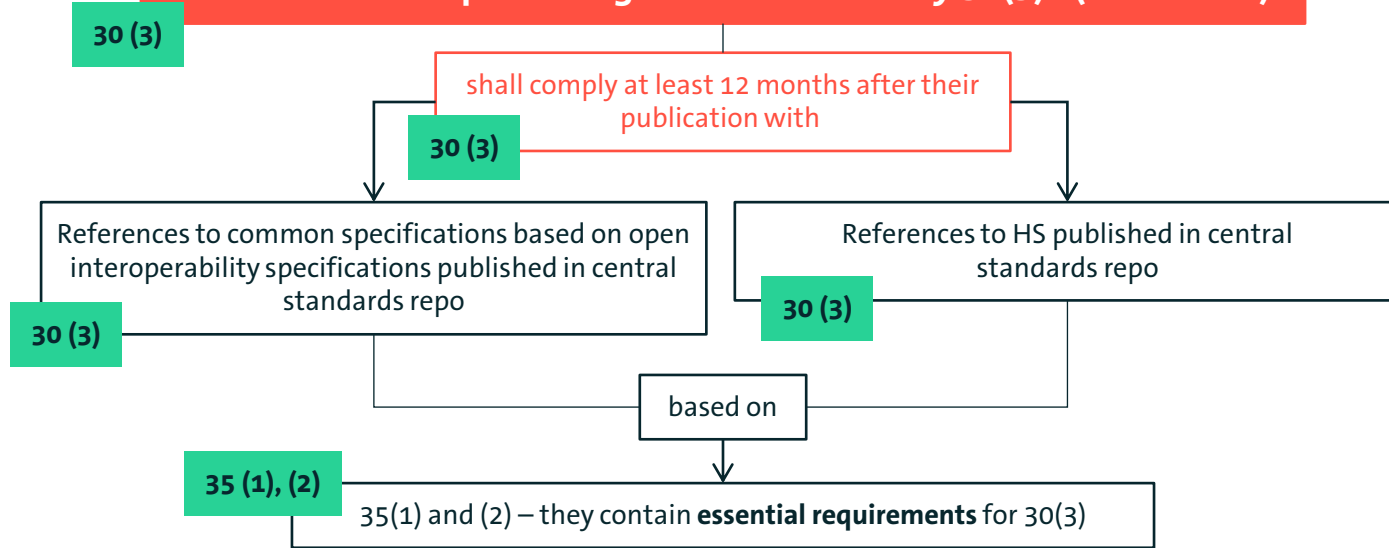 30 (3)
shall comply at least 12 months after their
publication with
30 (3)
References to common specifications based on open
interoperability specifications published in central
standards repo
30 (3)
References to HS published in central
standards repo
30 (3)
based on
35 (1), (2)
35(1) and (2) – they contain essential requirements for 30(3)